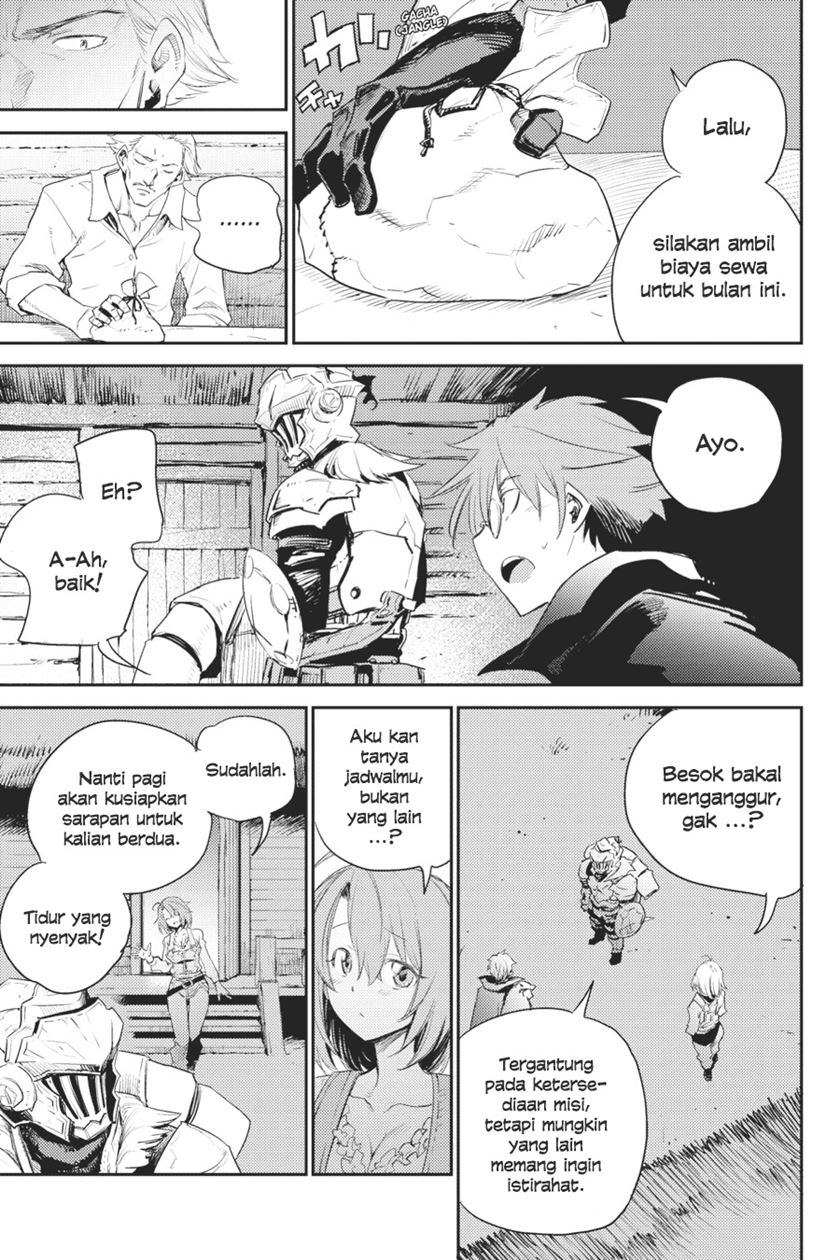 ガシ
GACHA
(JANGLE)
チャ
Lalu,
silakan ambil
biaya sewa
untuk bulan ini.
......
Ayo.
Eh?
A-Ah,
baik!
Besok bakal
menganggur,
gak ...?
Tergantung
pada keterse-
diaan misi,
tetapi mungkin
yang lain
memang ingin
istirahat.
Aku kan
tanya
jadwalmu,
bukan
yang lain
...?
Sudahlah.
Nanti pagi
akan kusiapkan
sarapan untuk
kalian berdua.
Tidur yang
nyenyak!